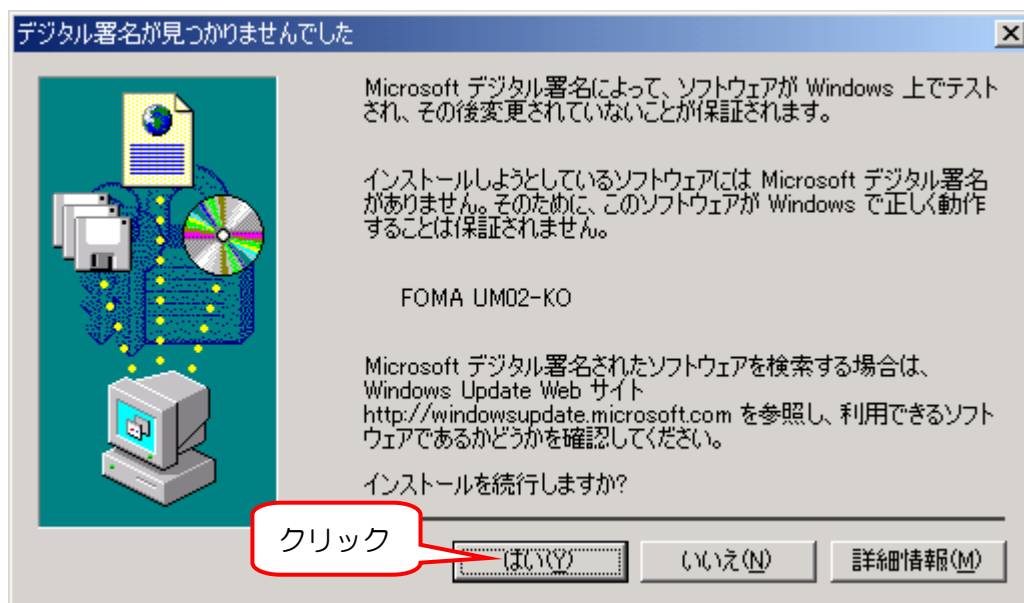 デジタル署名が見つかりませんでした
Microsoft デジタル署名によって、ソフトウェアが Windows 上でテスト
され、その後変更されていないことが保証されます。
インストールしようとしているソフトウェアには Microsoft デジタル署名
がありません。そのために、このソフトウェアが Windows で正しく動作
することは保証されません。
FOMA UM02-KO
Microsoft デジタル署名されたソフトウェアを検索する場合は、
Windows Update Web サイト
http://windowsupdate.microsoft.com を参照し、利用できるソフト
ウェアであるかどうかを確認してください。
インストールを続行しますか?
クリック
はい(Y) いいえ(N) 詳細情報(M)